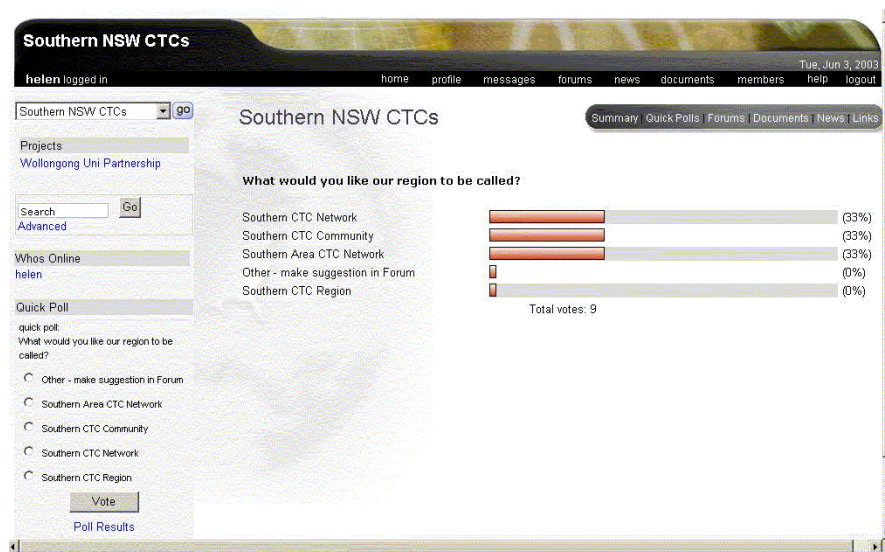 Southern NSW CTCs
Tue, Jun 3, 2003
helen logged in home profile messages forums news documents members help logout
Southern NSW CTCs go
Southern NSW CTCs
Summary | Quick Polls | Forums | Documents | News | Links
Projects
Wollongong Uni Partnership
What would you like our region to be called?
Search Go
Advanced
Southern CTC Network (33%)
Southern CTC Community (33%)
Southern Area CTC Network (33%)
Other - make suggestion in Forum (0%)
Southern CTC Region (0%)
Total votes: 9
Whos Online
helen
Quick Poll
quick poll:
What would you like our region to be
called?
Other - make suggestion in Forum
Southern Area CTC Network
Southern CTC Community
Southern CTC Network
Southern CTC Region
Vote
Poll Results